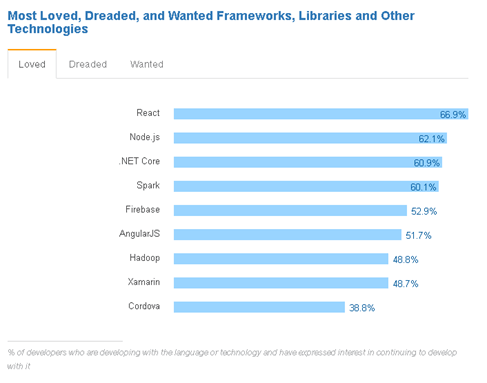 Most Loved, Dreaded, and Wanted Frameworks, Libraries and Other
Technologies
Loved Dreaded Wanted
React 66.9%
Node.js 62.1%
.NET Core 60.9%
Spark 60.1%
Firebase 52.9%
AngularJS 51.7%
Hadoop 48.8%
Xamarin 48.7%
Cordova 38.8%
% of developers who are developing with the language or technology and have expressed interest in continuing to develop
with it